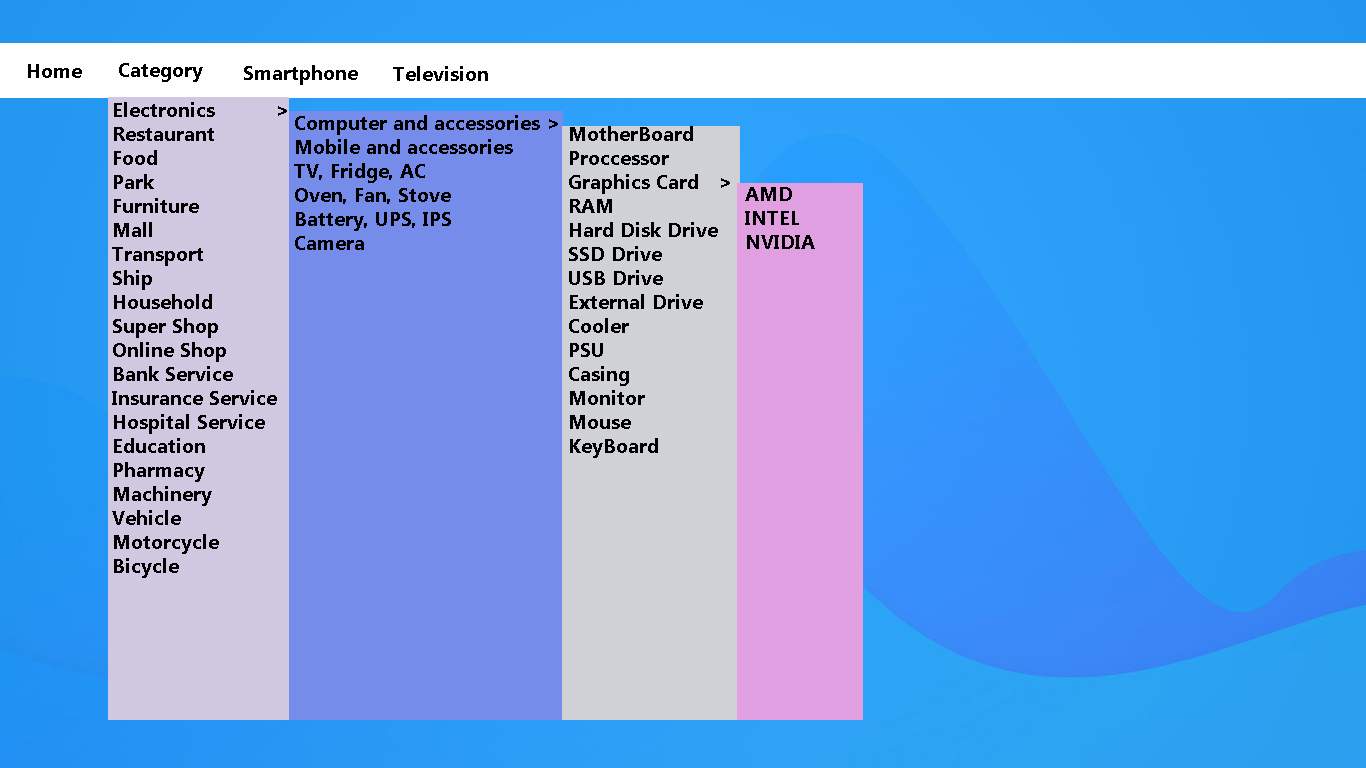 Home
Category
Smartphone
Television
Electronics >
Restaurant
Food
Park
Furniture
Mall
Transport
Ship
Household
Super Shop
Online Shop
Bank Service
Insurance Service
Hospital Service
Education
Pharmacy
Machinery
Vehicle
Motorcycle
Bicycle
Computer and accessories >
Mobile and accessories
TV, Fridge, AC
Oven, Fan, Stove
Battery, UPS, IPS
Camera
MotherBoard
Proccessor
Graphics Card >
RAM
Hard Disk Drive
SSD Drive
USB Drive
External Drive
Cooler
PSU
Casing
Monitor
Mouse
KeyBoard
AMD
INTEL
NVIDIA